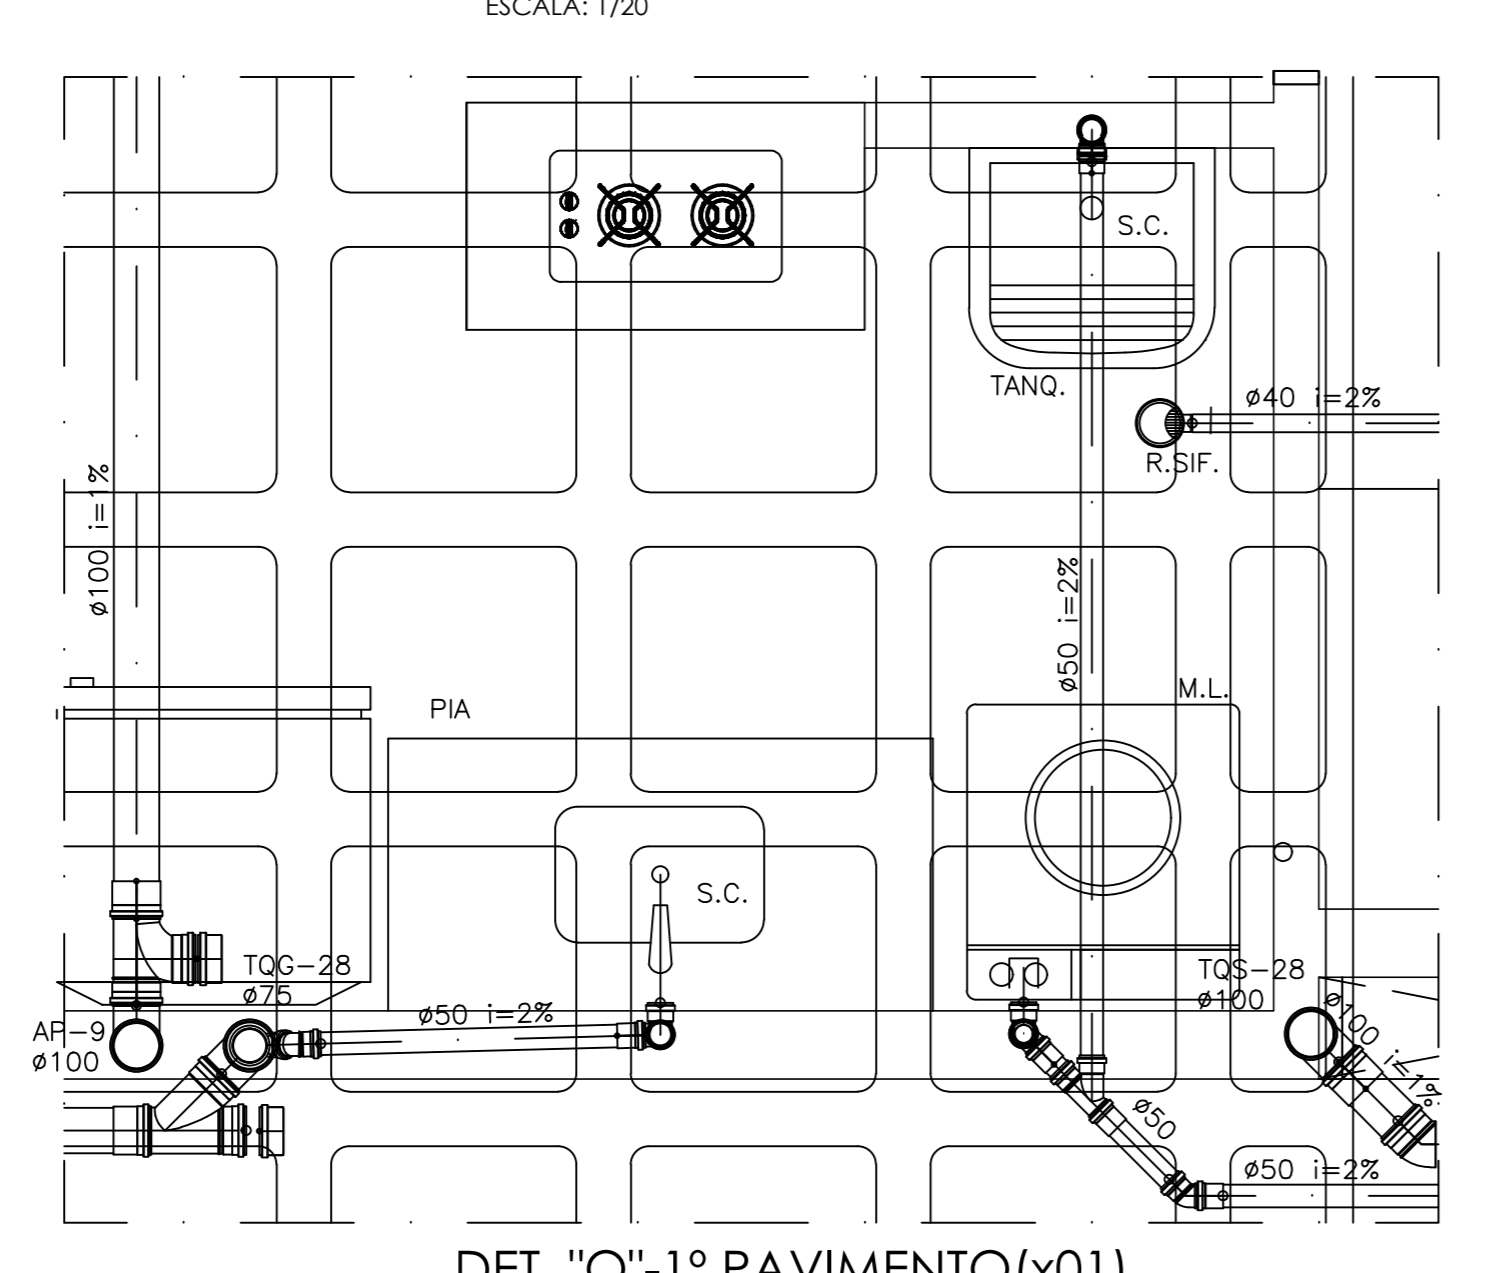 ESCALA: 1/20
S.C.
TANQ.
ø40 i=2%
R.SIF.
ø100 i=1%
ø50 i=2%
M.L.
PIA
S.C.
TQG-28
ø75
TQS-28
ø100
ø50 i=2%
AP-9
ø100
ø100 i=1%
ø50
ø50 i=2%
DET. "O"-1º PAVIMENTO(x01)